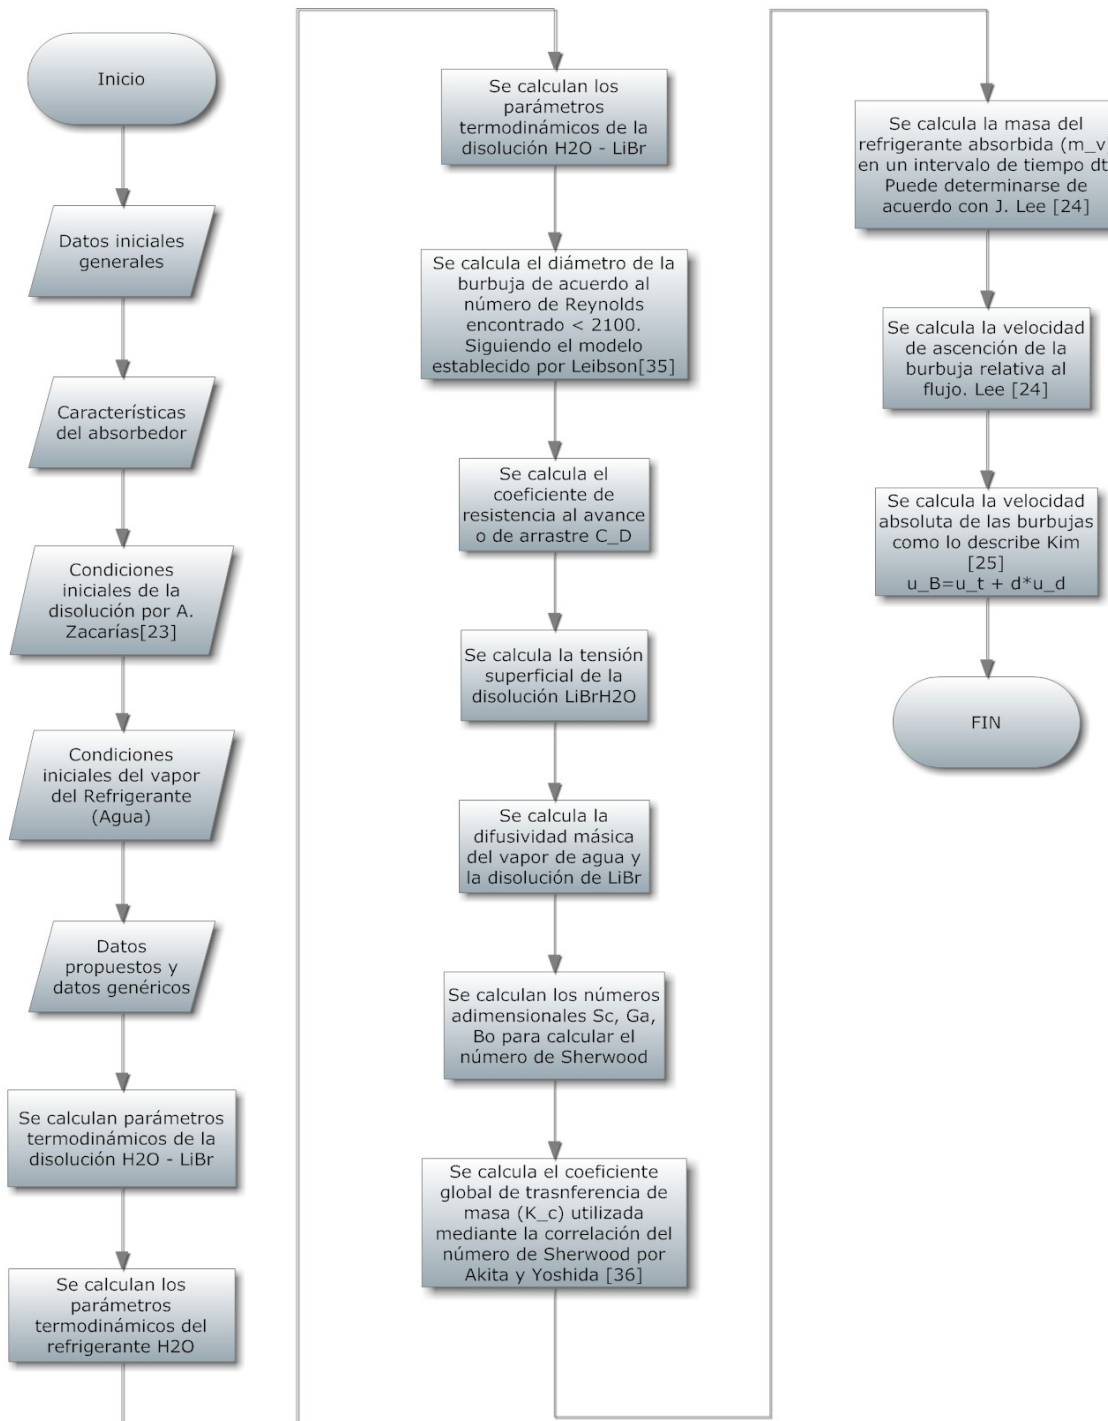 Inicio
Datos iniciales
generales
Características
del absorbedor
Condiciones
iniciales de la
disolución por A.
Zacarías[23]
Condiciones
iniciales del vapor
del Refrigerante
(Agua)
Datos
propuestos y
datos genéricos
Se calculan parámetros
termodinámicos de la
disolución H2O - LiBr
Se calculan los
parámetros
termodinámicos del
refrigerante H2O
Se calculan los
parámetros
termodinámicos de la
disolución H2O - LiBr
Se calcula el diámetro de la
burbuja de acuerdo al
número de Reynolds
encontrado < 2100.
Siguiendo el modelo
establecido por Leibson[35]
Se calcula el
coeficiente de
resistencia al avance
o de arrastre C_D
Se calcula la tensión
superficial de la
disolución LiBrH2O
Se calcula la
difusividad másica
del vapor de agua y
la disolución de LiBr
Se calculan los números
adimensionales Sc, Ga,
Bo para calcular el
número de Sherwood
Se calcula el coeficiente
global de trasnferencia de
masa (K_c) utilizada
mediante la correlación del
número de Sherwood por
Akita y Yoshida [36]
Se calcula la masa del
refrigerante absorbida (m_v)
en un intervalo de tiempo dt.
Puede determinarse de
acuerdo con J. Lee [24]
Se calcula la velocidad
de ascención de la
burbuja relativa al
flujo. Lee [24]
Se calcula la velocidad
absoluta de las burbujas
como lo describe Kim
[25]
u_B=u_t + d*u_d
FIN